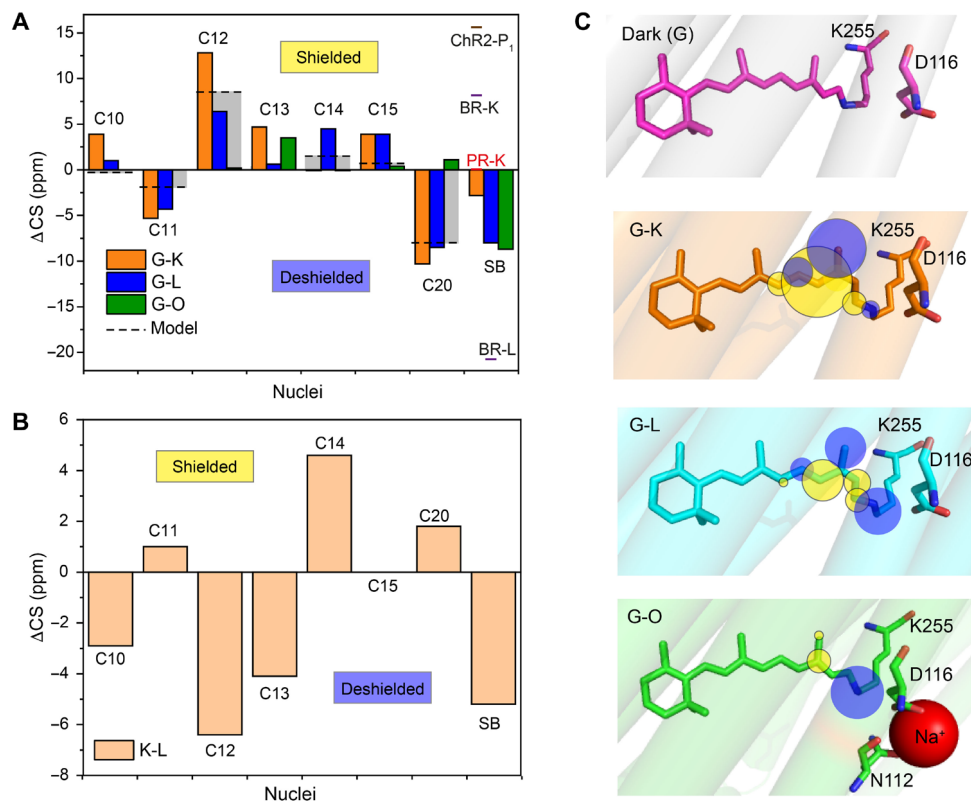 A
15
10
5
0
−5
−10
−15
−20
ΔCS (ppm)
C10
C11
C12
C13
C14
C15
C20
SB
Shielded
Deshielded
ChR2-P1
BR-K
PR-K
BR-L
G-K
G-L
G-O
Model
Nuclei
B
6
4
2
0
−2
−4
−6
−8
ΔCS (ppm)
Shielded
Deshielded
C10
C11
C12
C13
C14
C15
C20
SB
K-L
Nuclei
C
Dark (G)
K255
D116
G-K
K255
D116
G-L
K255
D116
G-O
K255
D116
Na+
N112